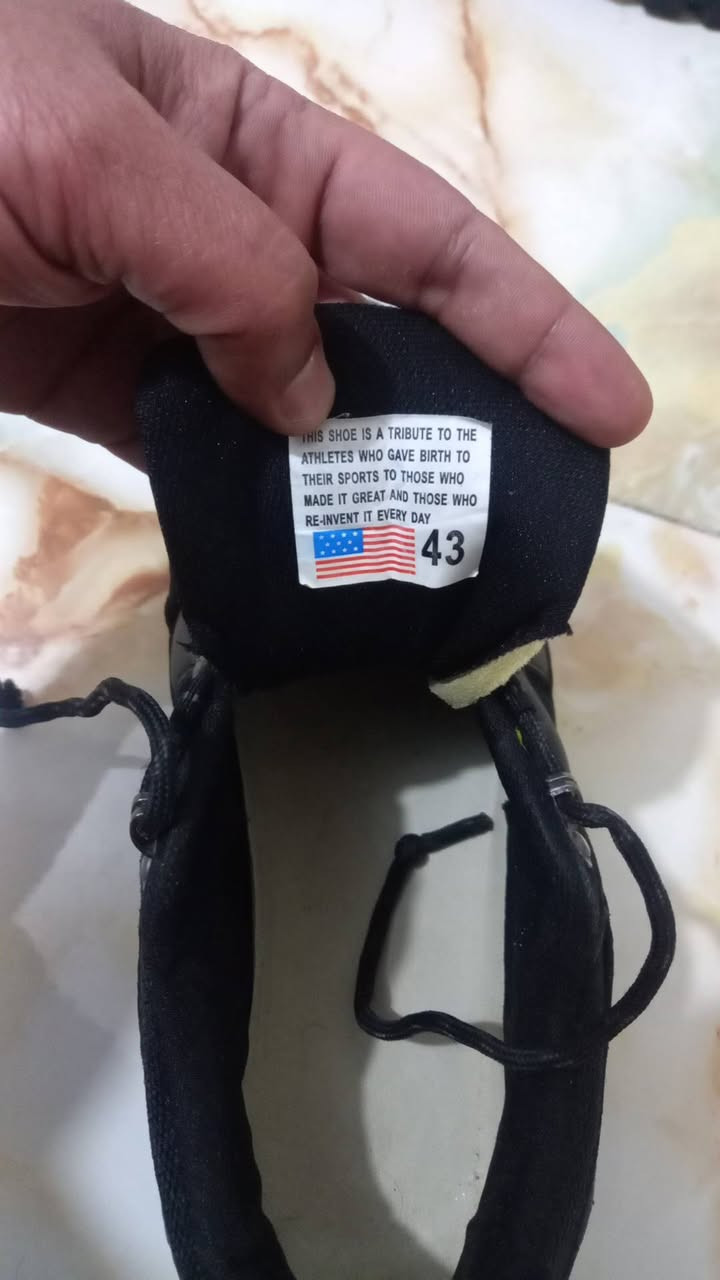 THIS SHOE IS A TRIBUTE TO THE
ATHLETES WHO GAVE BIRTH TO
THEIR SPORTS TO THOSE WHO
MADE IT GREAT AND THOSE WHO
RE-INVENT IT EVERY DAY
43